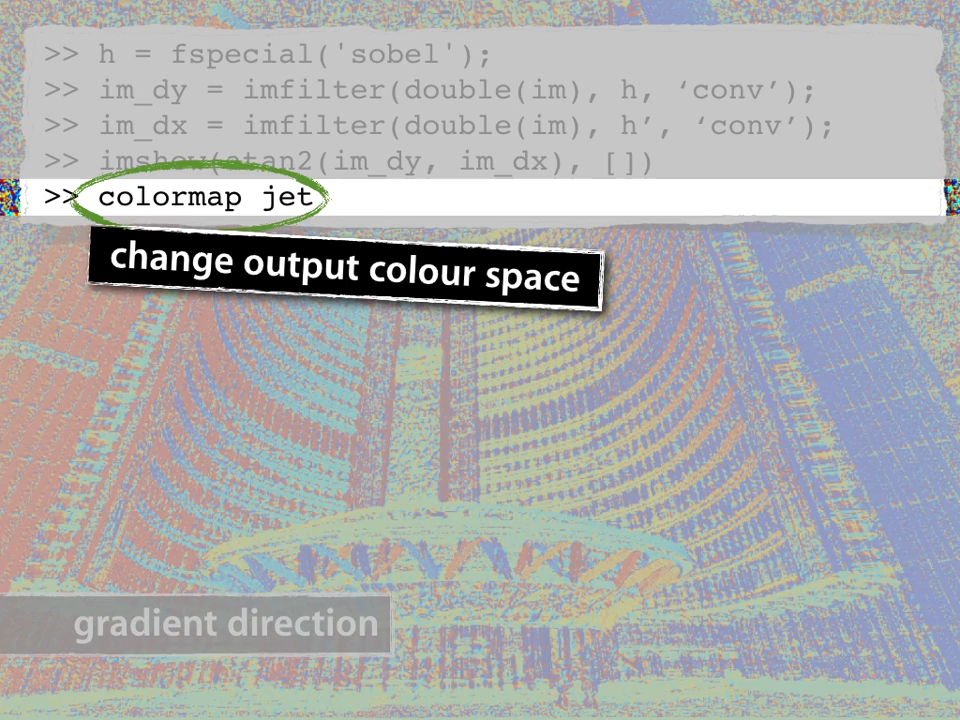 >> h = fspecial('sobel');
>> im_dy = imfilter(double(im), h, ‘conv’);
>> im_dx = imfilter(double(im), h’, ‘conv’);
>> imshow(atan2(im_dy, im_dx), [])
>> colormap jet
change output colour space
gradient direction